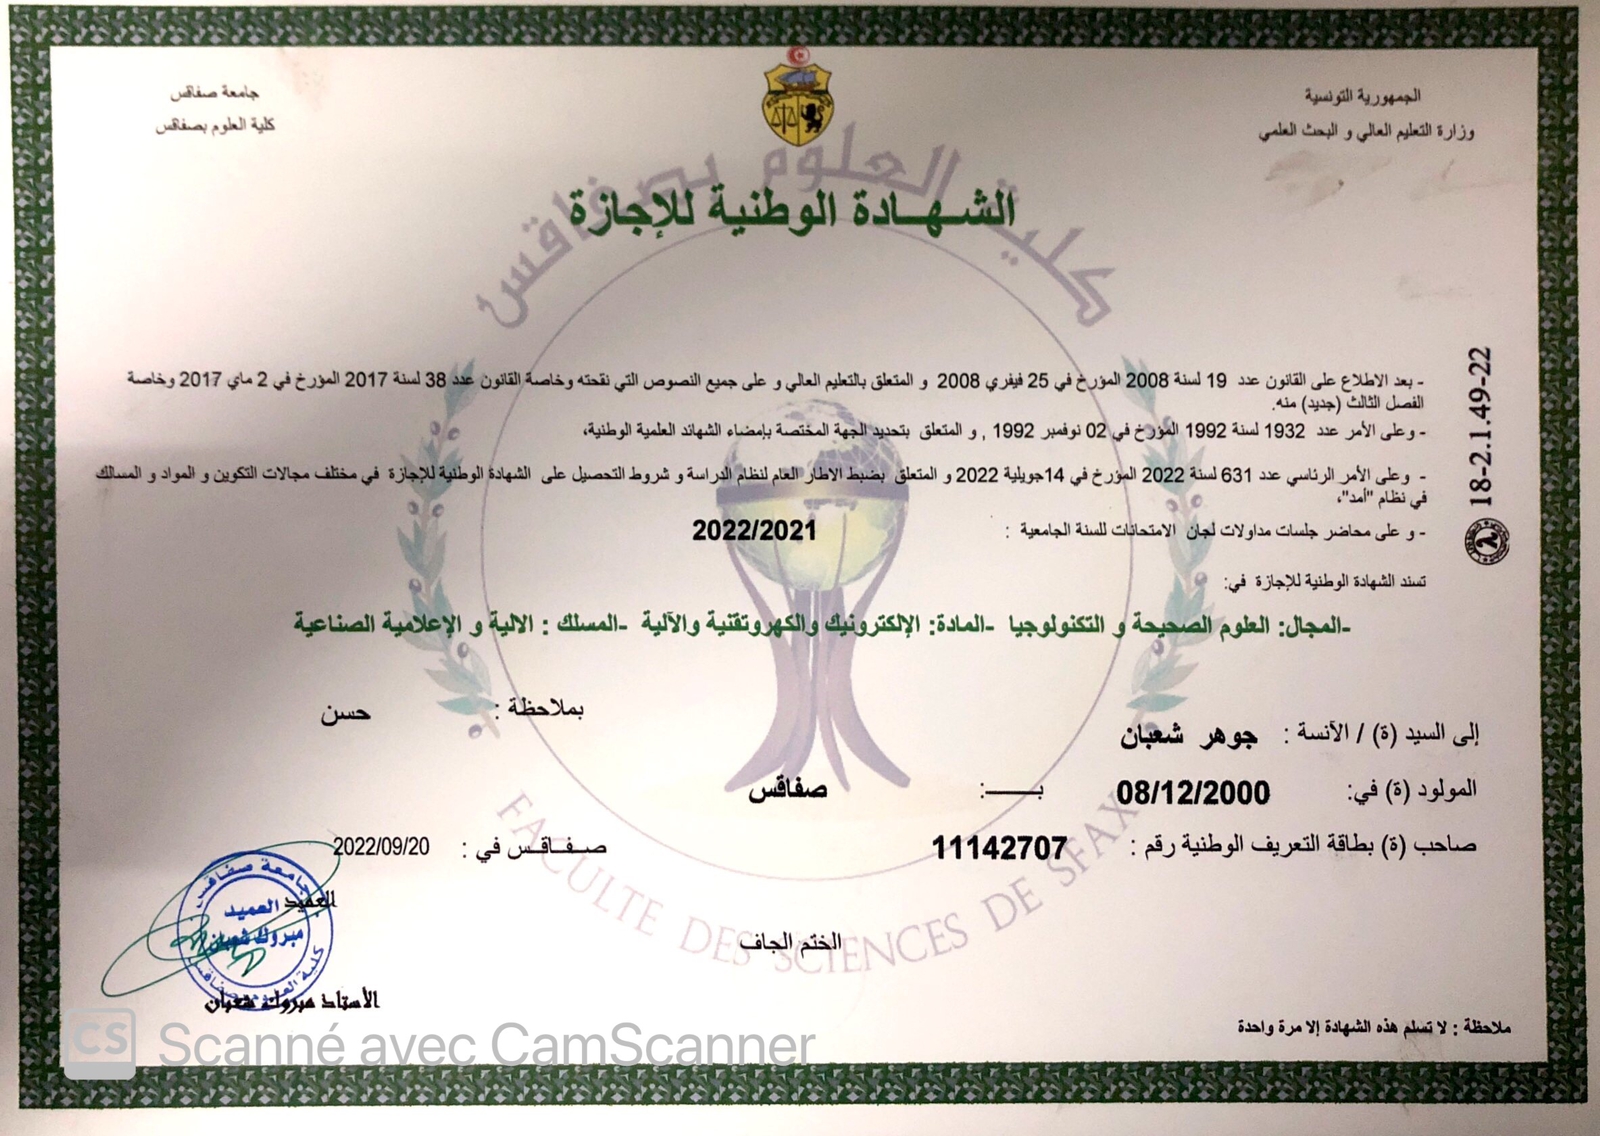 الجمهورية التونسية
وزارة التعليم العالي و البحث العلمي
جامعة صفاقس
كلية العلوم بصفاقس
كلية العلوم بصفاقس
الشهادة الوطنية للإجازة
- بعد الاطلاع على القانون عدد 19 لسنة 2008 المؤرخ في 25 فيفري 2008 و المتعلق بالتعليم العالي و على جميع النصوص التي نقحته وخاصة القانون عدد 38 لسنة 2017 المؤرخ في 2 ماي 2017 وخاصة
الفصل الثالث (جديد) منه.
- وعلى الأمر عدد 1932 لسنة 1992 المؤرخ في 02 نوفمبر 1992 , و المتعلق بتحديد الجهة المختصة بإمضاء الشهائد العلمية الوطنية،
- وعلى الأمر الرئاسي عدد 631 لسنة 2022 المؤرخ في 14جويلية 2022 و المتعلق بضبط الاطار العام لنظام الدراسة و شروط التحصيل على الشهادة الوطنية للإجازة في مختلف مجالات التكوين و المواد و المسالك
في نظام "أمد"،
- و على محاضر جلسات مداولات لجان الامتحانات للسنة الجامعية : 2022/2021
تسند الشهادة الوطنية للإجازة في:
-المجال: العلوم الصحيحة و التكنولوجيا -المادة: الإلكترونيك والكهروتقنية والآلية -المسلك : الالية و الإعلامية الصناعية
18-2.1.49-22
إلى السيد (ة) / الآنسة : جوهر شعبان
بملاحظة : حسن
المولود (ة) في: 08/12/2000 بـــــ: صفاقس
صاحب (ة) بطاقة التعريف الوطنية رقم : 11142707
صفاقس في : 2022/09/20
العميد
جامعة صفاقس
العميد
مبروك شعبان
كلية العلوم بصفاقس
الأستاذ مبروك شعبان
الختم الجاف
FACULTE DES SCIENCES DE SFAX
ملاحظة : لا تسلم هذه الشهادة إلا مرة واحدة
CS Scanné avec CamScanner